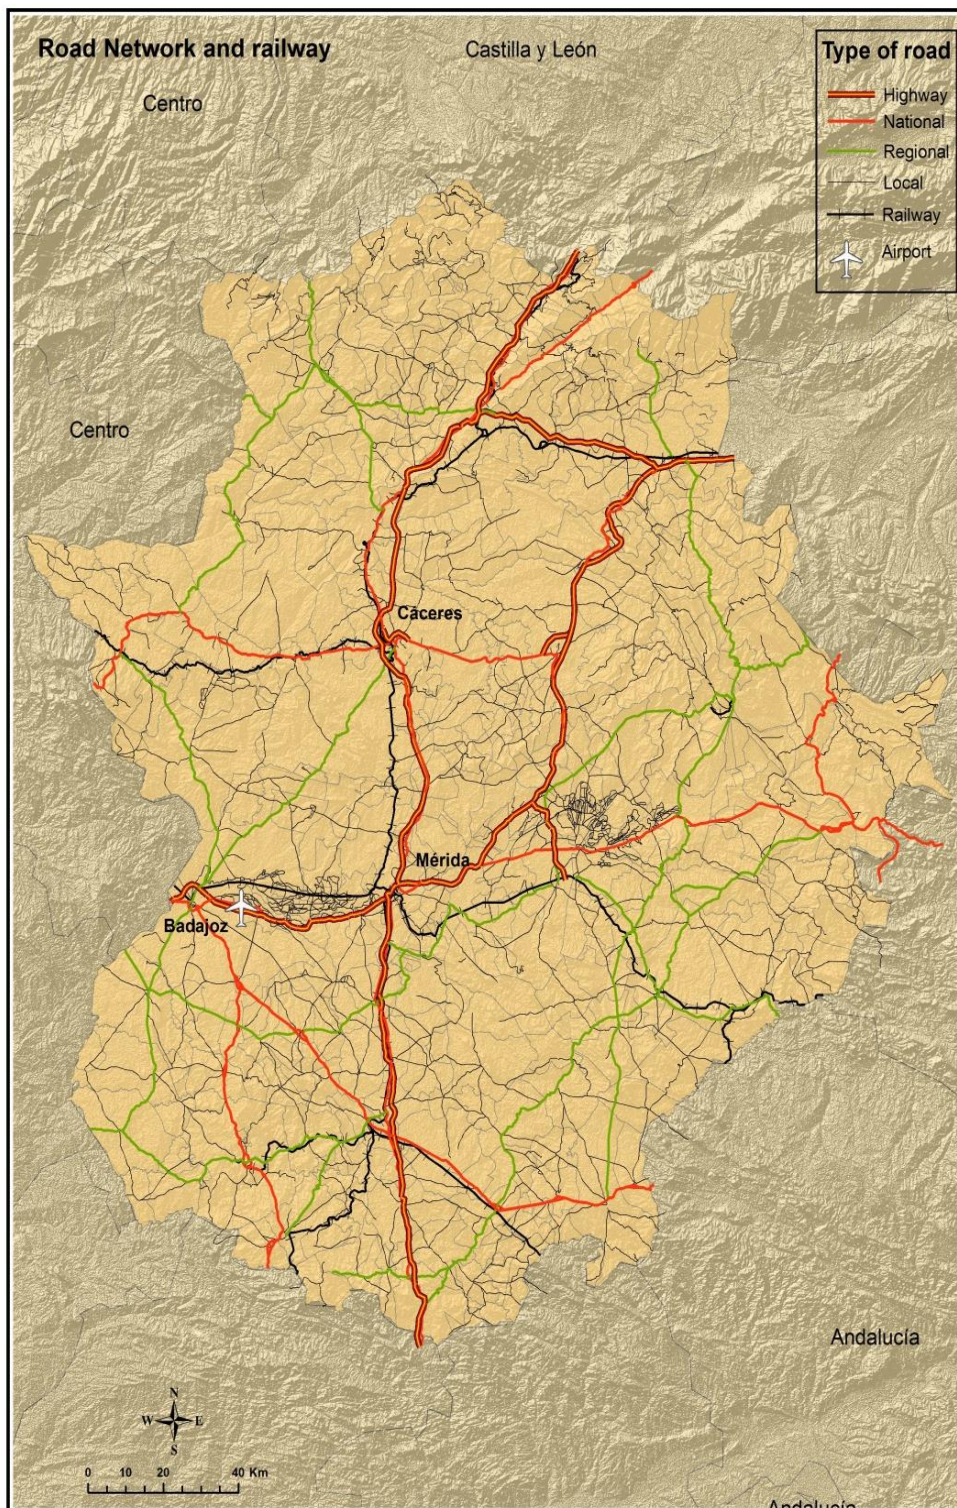 Road Network and railway
Castilla y León
Type of road
Centro
Highway
National
Regional
Local
Railway
Airport
Centro
Cáceres
Mérida
Badajoz
Andalucía
N
W E
S
0 10 20 40 Km
Andalucía